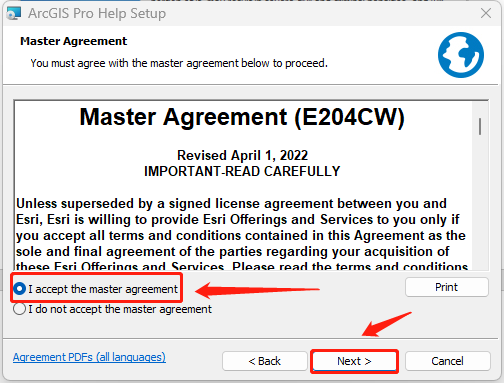 ArcGIS Pro Help Setup
Master Agreement
You must agree with the master agreement below to proceed.
Master Agreement (E204CW)
Revised April 1, 2022
IMPORTANT-READ CAREFULLY
Unless superseded by a signed license agreement between you and
Esri, Esri is willing to provide Esri Offerings and Services to you only if
you accept all terms and conditions contained in this Agreement as the
sole and final agreement of the parties regarding your acquisition of
these Esri Offerings and Services. Please read the terms and conditions
I accept the master agreement
Print
I do not accept the master agreement
Agreement PDFs (all languages)
< Back
Next >
Cancel